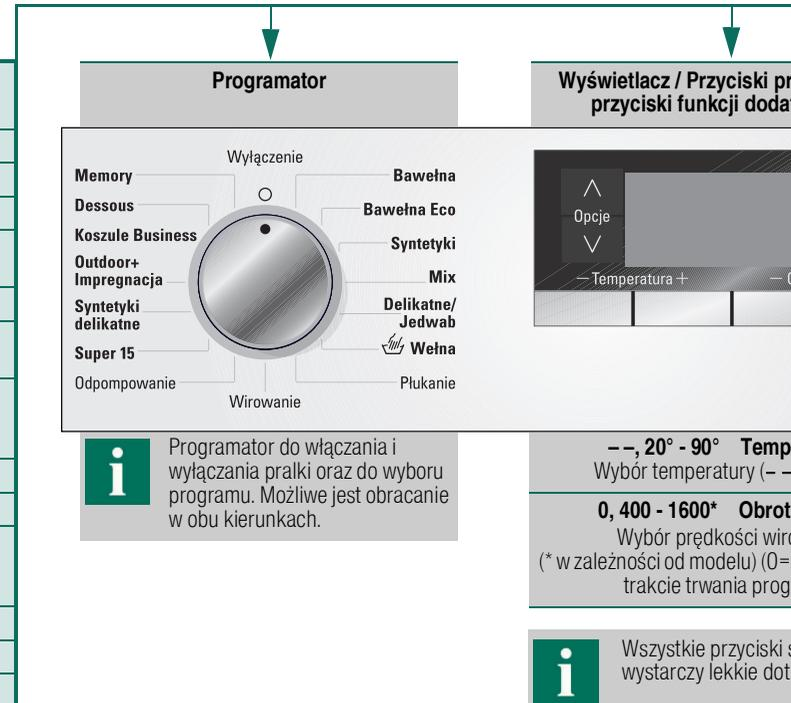 Programator
Wyłączenie
Memory
Dessous
Koszule Business
Outdoor+
Impregnacja
Syntetyki
delikatne
Super 15
Odpompowanie
Wirowanie
Bawełna
Bawełna Eco
Syntetyki
Mix
Delikatne/
Jedwab
Wełna
Płukanie
i
Programator do włączania i
wyłączania pralki oraz do wyboru
programu. Możliwe jest obracanie
w obu kierunkach.
Wyświetlacz / Przyciski pr
przyciski funkcji doda
Opcje
– Temperatura +
–
– –, 20° - 90° Temp
Wybór temperatury (– –
0, 400 - 1600* Obrot
Wybór prędkości wiro
(* w zależności od modelu) (0=
trakcie trwania prog
i
Wszystkie przyciski s
wystarczy lekkie dot